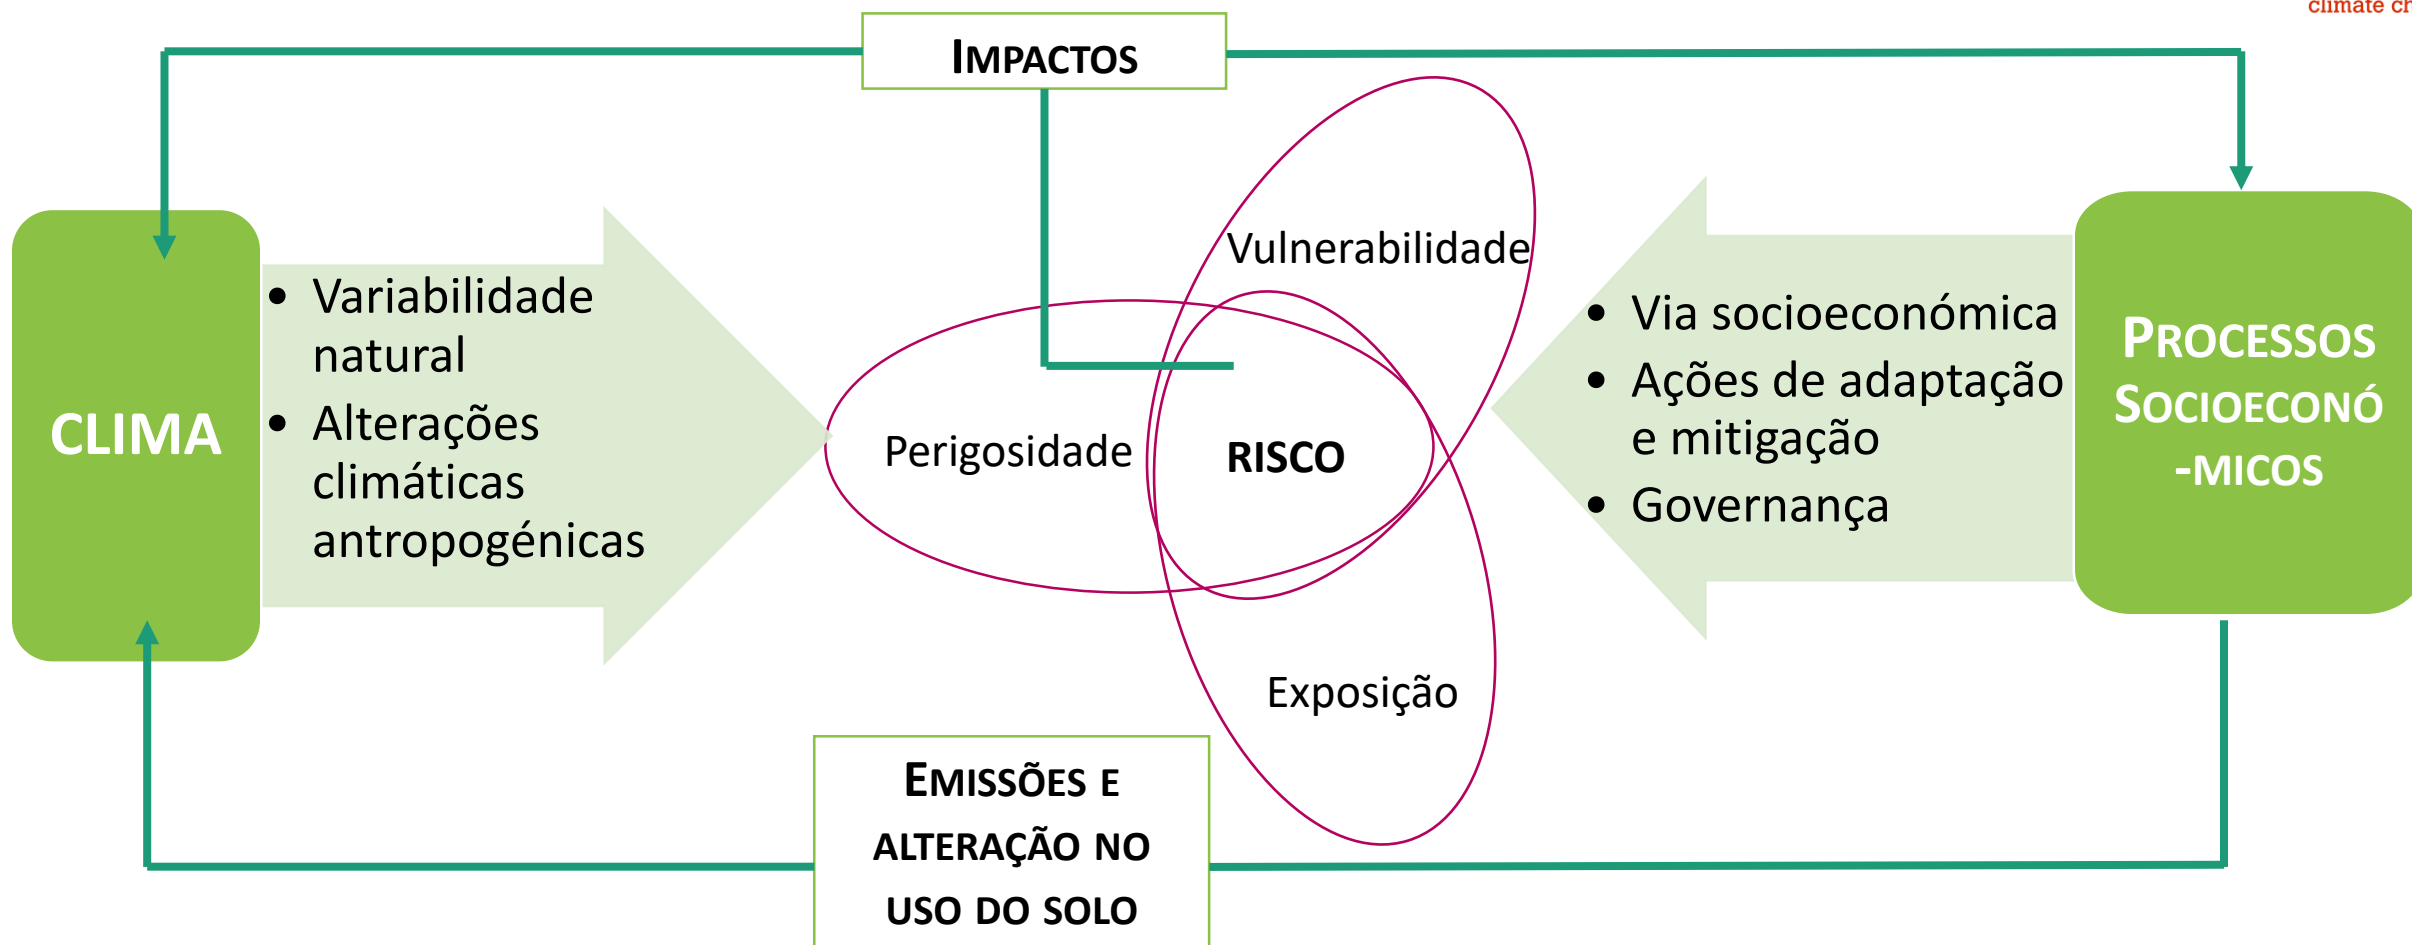 climate ch
IMPACTOS
Vulnerabilidade
• Variabilidade
natural
• Alterações
climáticas
antropogénicas
CLIMA
Perigosidade
RISCO
• Via socioeconómica
• Ações de adaptação
e mitigação
• Governança
PROCESSOS
SOCIOECONÓ
-MICOS
Exposição
EMISSÕES E
ALTERAÇÃO NO
USO DO SOLO